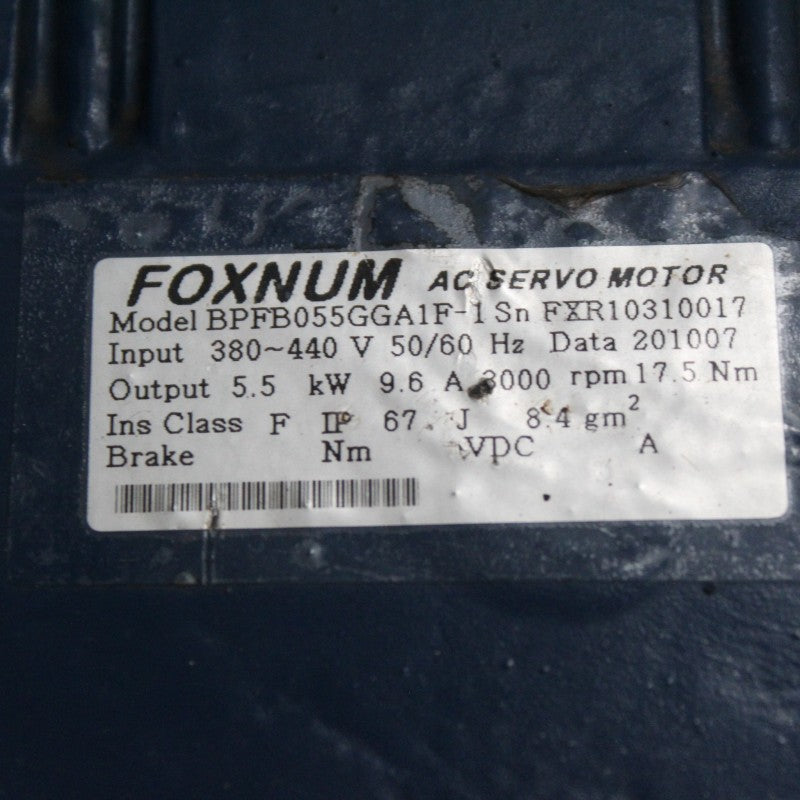 FOXNUM AC SERVO MOTOR
Model BPFB055GGA1F-1 Sn FXR10310017
Input 380~440 V 50/60 Hz Data 201007
Output 5.5 kW 9.6 A 3000 rpm 17.5 Nm
Ins Class F IP 67 J 8.4 gm²
Brake Nm VDC A